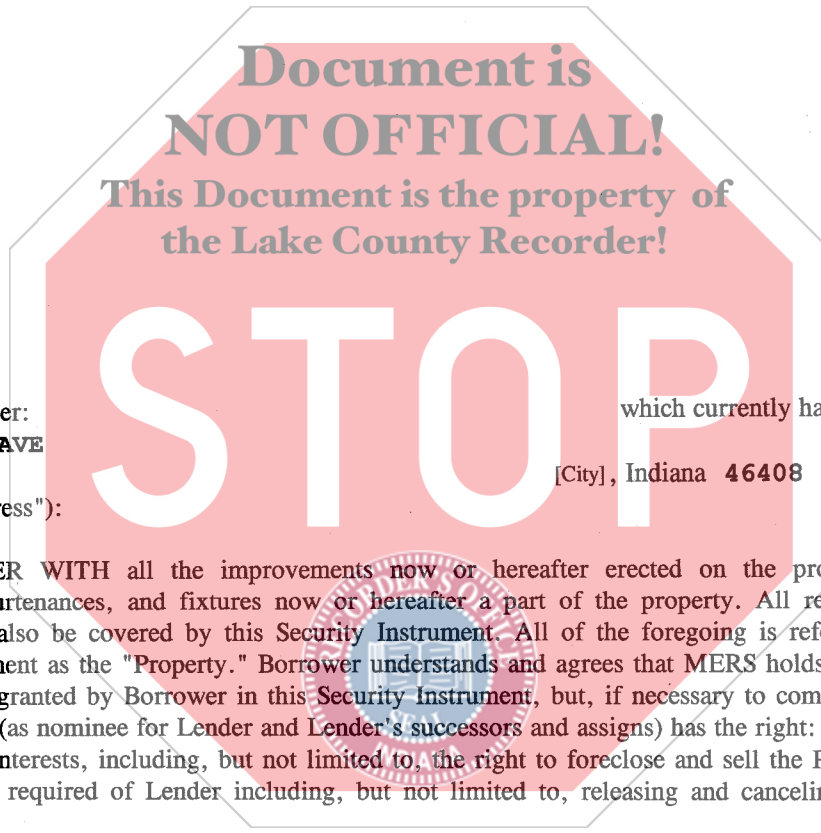 Document is
NOT OFFICIAL!
This Document is the property of
the Lake County Recorder!
STOP
er: which currently ha
AVE
[City], Indiana 46408
ress"):
ER WITH all the improvements now or hereafter erected on the pro
urtenances, and fixtures now or hereafter a part of the property. All re
also be covered by this Security Instrument. All of the foregoing is refe
ment as the "Property." Borrower understands and agrees that MERS holds
granted by Borrower in this Security Instrument, but, if necessary to com
(as nominee for Lender and Lender's successors and assigns) has the right:
nterests, including, but not limited to, the right to foreclose and sell the P
required of Lender including, but not limited to, releasing and cancelin
SEAL
INDIANA